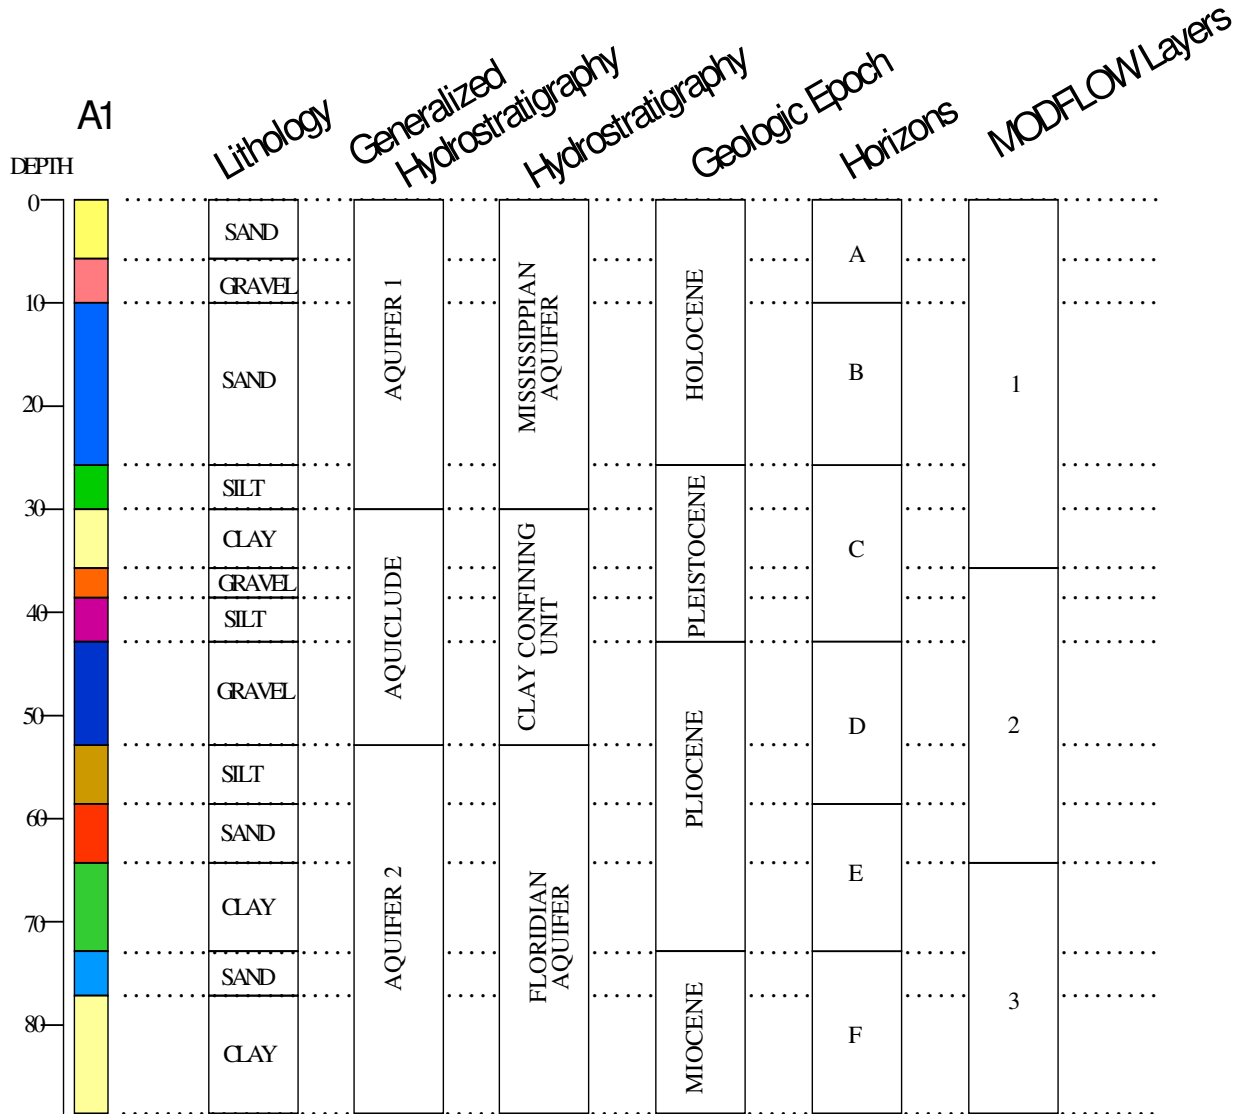 A1
Lithology
Generalized
Hydrostratigraphy
Hydrostratigraphy
Geologic Epoch
Horizons
MODFLOW Layers
DEPTH
0
10
20
30
40
50
60
70
80
SAND
GRAVEL
SAND
SILT
CLAY
GRAVEL
SILT
GRAVEL
SILT
SAND
CLAY
SAND
CLAY
AQUIFER 1
AQUICLUDE
AQUIFER 2
MISSISSIPPIAN
AQUIFER
CLAY CONFINING
UNIT
FLORIDIAN
AQUIFER
HOLOCENE
PLEISTOCENE
PLIOCENE
MIOCENE
A
B
C
D
E
F
1
2
3